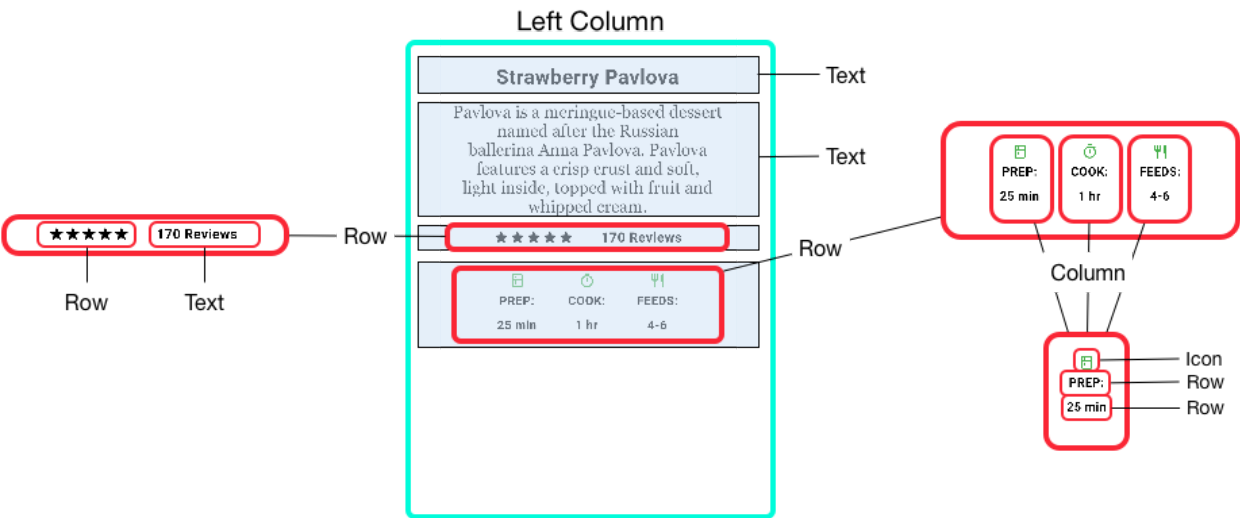 Left Column
Strawberry Pavlova
Text
Pavlova is a meringue-based dessert
named after the Russian
ballerina Anna Pavlova. Pavlova
features a crisp crust and soft,
light inside, topped with fruit and
whipped cream.
Text
★★★★★ 170 Reviews
Row
Row
Text
★★★★★ 170 Reviews
PREP: COOK: FEEDS:
25 min 1 hr 4-6
Row
PREP: COOK: FEEDS:
25 min 1 hr 4-6
Column
PREP:
25 min
Icon
Row
Row